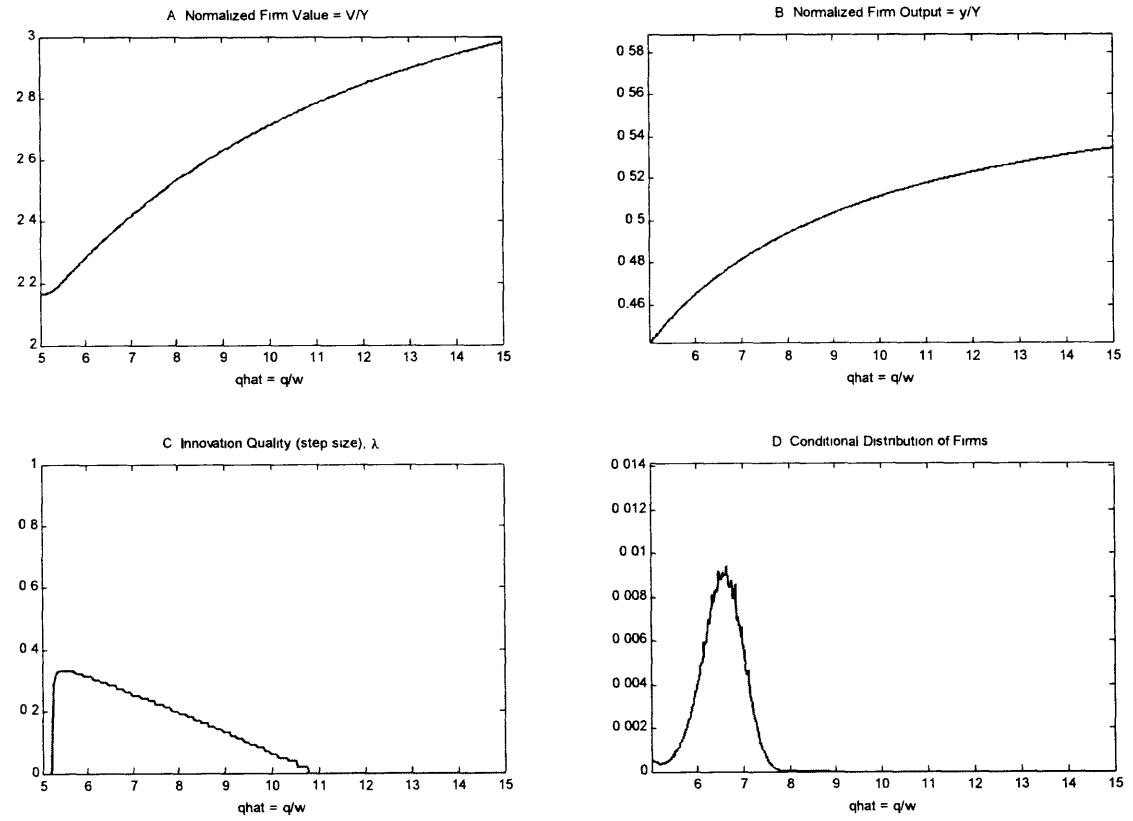 A Normalized Firm Value = V/Y
3
2 8
2 6
2 4
2 2
2
5 6 7 8 9 10 11 12 13 14 15
qhat = q/w
B Normalized Firm Output = y/Y
0 58
0 56
0 54
0 52
0 5
0 48
0.46
6 7 8 9 10 11 12 13 14 15
qhat = q/w
C Innovation Quality (step size), λ
1
0 8
0 6
0 4
0 2
0
5 6 7 8 9 10 11 12 13 14 15
qhat = q/w
D Conditional Distribution of Firms
0 014
0 012
0 01
0 008
0 006
0 004
0 002
0
6 7 8 9 10 11 12 13 14 15
qhat = q/w